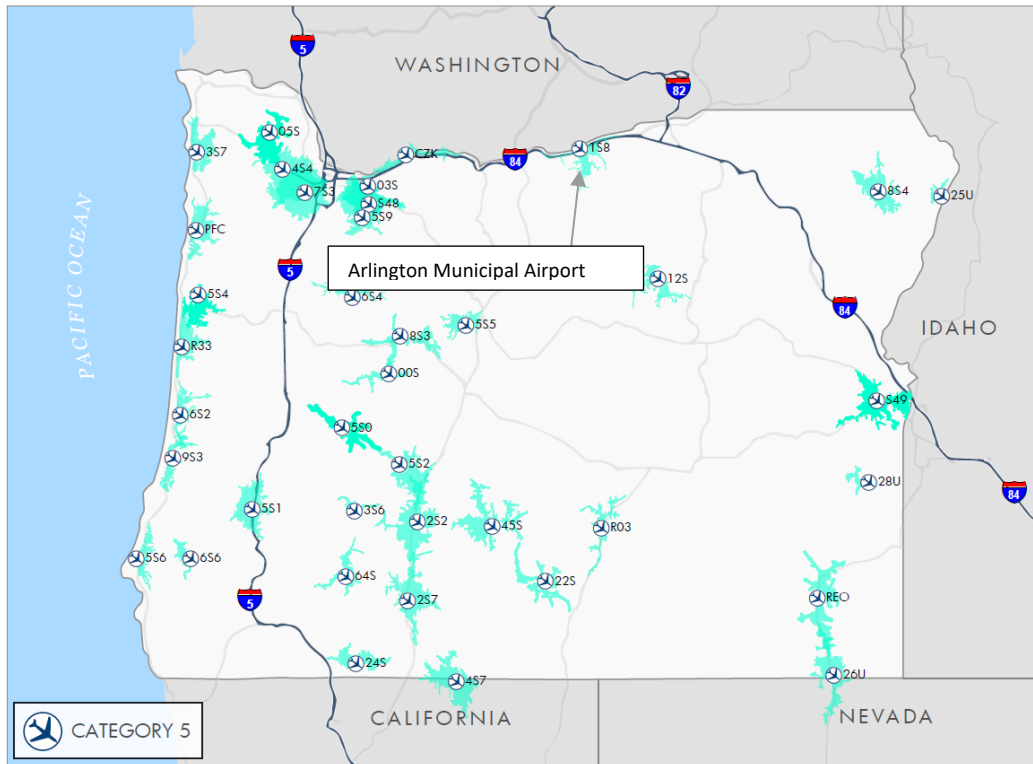 5
WASHINGTON
82
05S
3S7
CZK
84
1S8
4S4
7S3
03S
S48
5S9
8S4
25U
PFC
Arlington Municipal Airport
5
12S
5S4
6S4
84
PACIFIC OCEAN
5S5
IDAHO
8S3
R33
00S
S49
6S2
5S0
9S3
5S2
28U
84
5S1
3S6
2S2
45S
R03
5S6
6S6
64S
22S
5
2S7
REO
24S
4S7
26U
CATEGORY 5
CALIFORNIA
NEVADA